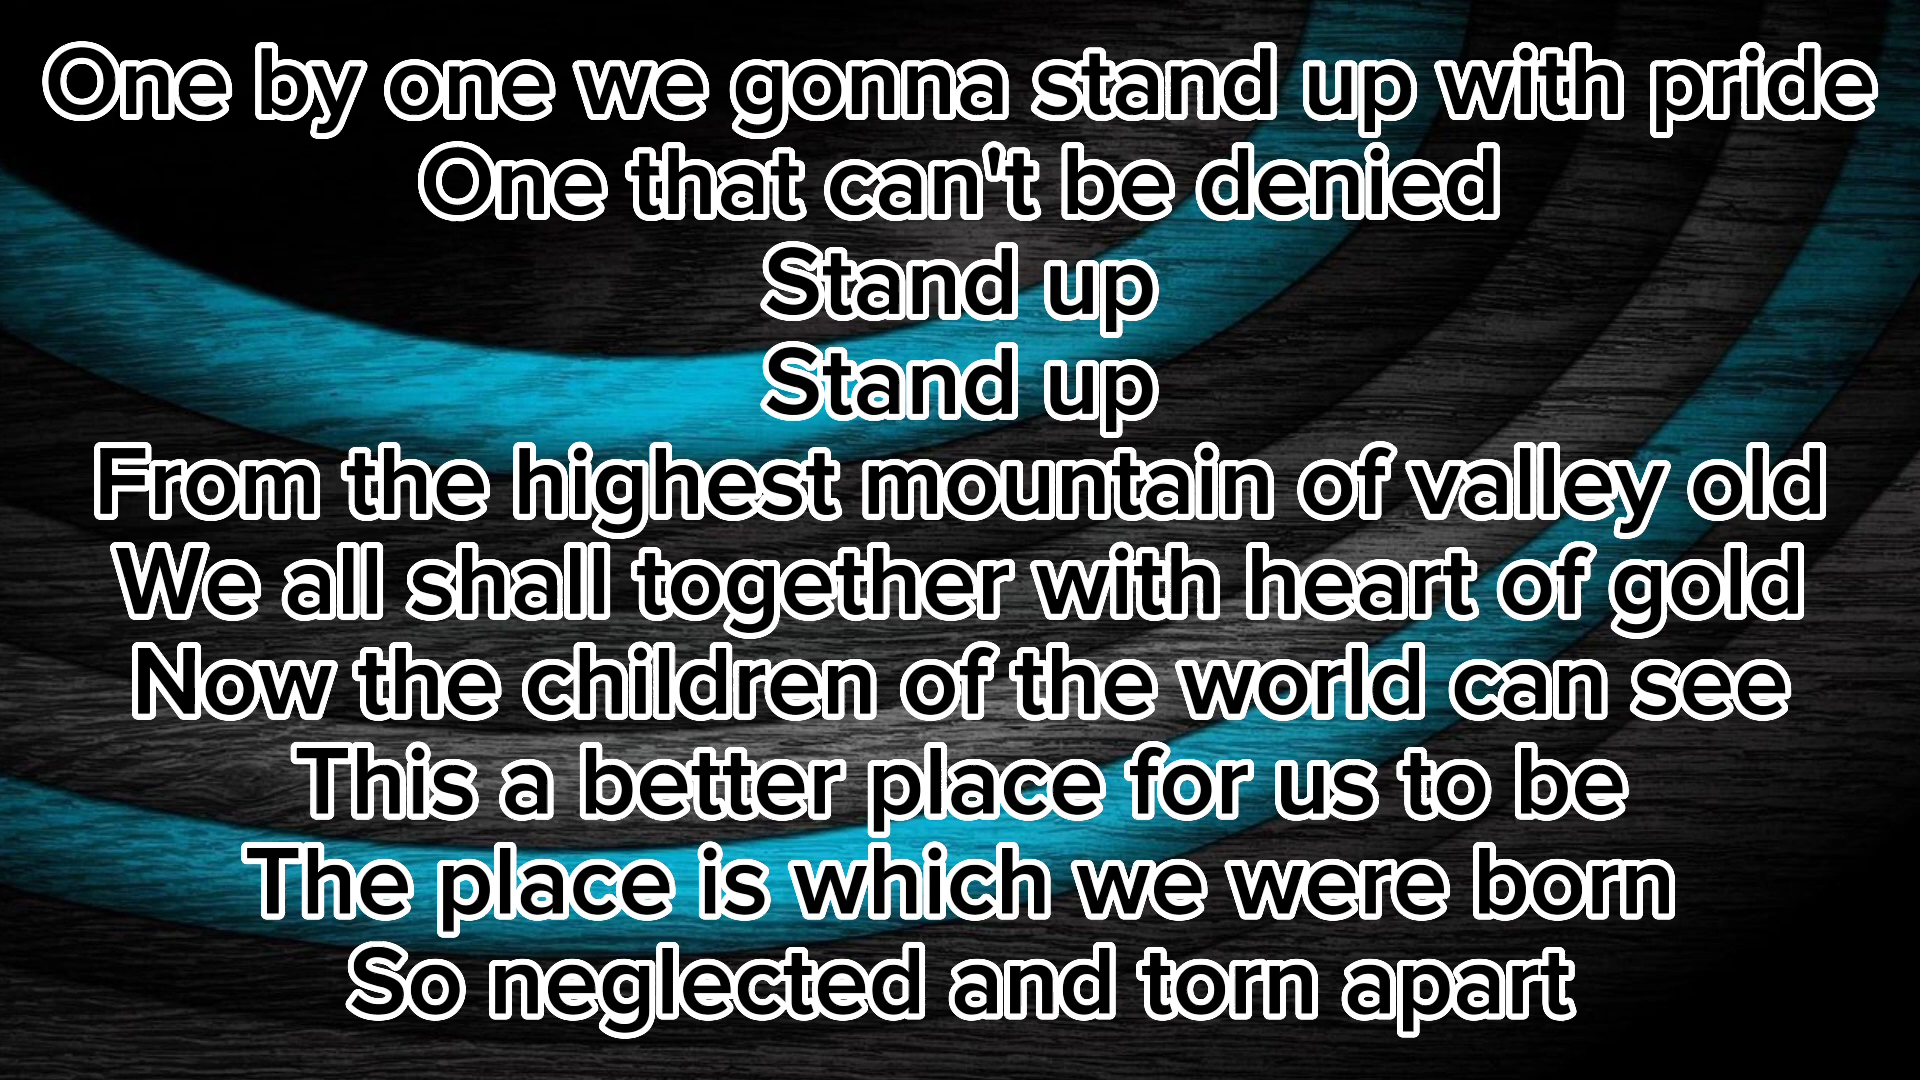 One by one we gonna stand up with pride
One that can't be denied
Stand up
Stand up
From the highest mountain of valley old
We all shall together with heart of gold
Now the children of the world can see
This a better place for us to be
The place is which we were born
So neglected and torn apart